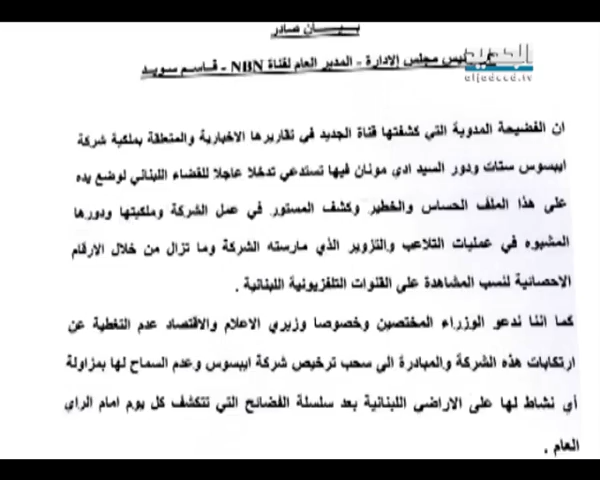 بيان صادر
رئيس مجلس الإدارة - المدير العام لقناة NBN - قاسم سويد
الجديد
eljadeed.tv
ان الفضيحة المدوية التي كشفتها قناة الجديد في تقاريرها الاخبارية والمتعلقة بملكية شركة
ايبسوس ستات ودور السيد ادي مونان فيها تستدعي تدخلا عاجلا للقضاء اللبناني لوضع يده
على هذا الملف الحساس والخطير وكشف المستور في عمل الشركة وملكيتها ودورها
المشبوه في عمليات التلاعب والتزوير الذي مارسته الشركة وما تزال من خلال الارقام
الاحصائية لنسب المشاهدة على القنوات التلفزيونية اللبنانية .
كما اننا ندعو الوزراء المختصين وخصوصا وزيري الاعلام والاقتصاد عدم التغطية عن
ارتكابات هذه الشركة والمبادرة الى سحب ترخيص شركة ايبسوس وعدم السماح لها بمزاولة
أي نشاط لها على الاراضي اللبنانية بعد سلسلة الفضائح التي تتكشف كل يوم امام الراي
العام .